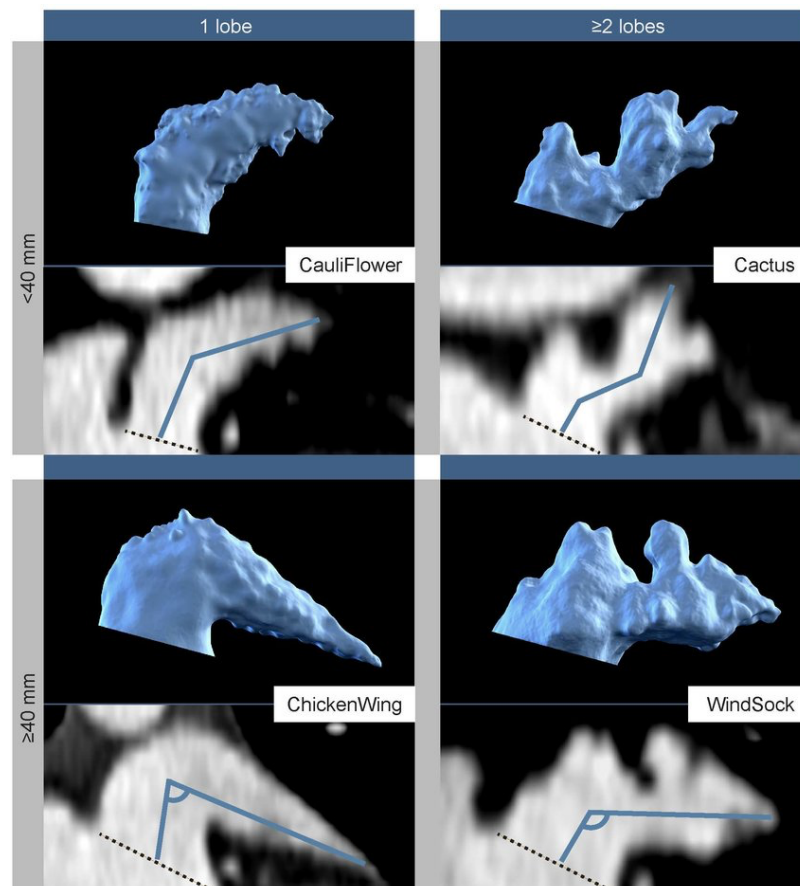 1 lobe
≥2 lobes
<40 mm
CauliFlower
Cactus
≥40 mm
ChickenWing
WindSock